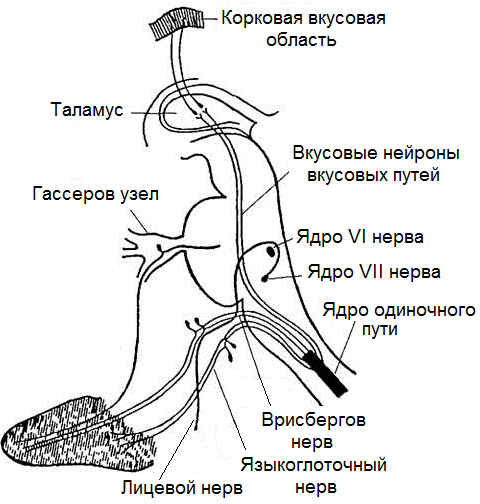 Корковая вкусовая
область
Таламус
Вкусовые нейроны
вкусовых путей
Гассеров узел
Ядро VI нерва
Ядро VII нерва
Ядро одиночного
пути
Врисбергов
нерв
Языкоглоточный
нерв
Лицевой нерв